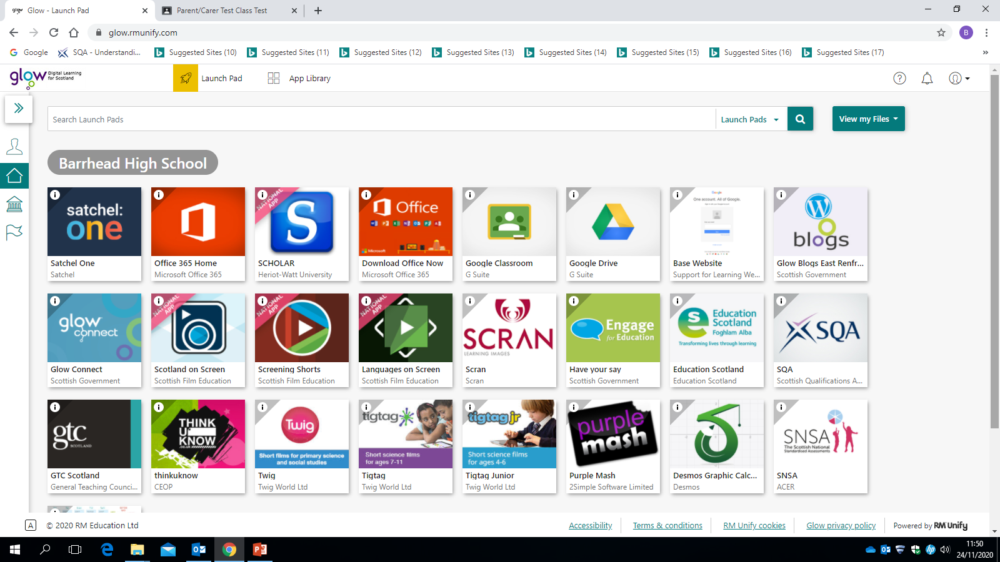 Glow - Launch Pad
Parent/Carer Test Class Test
glow.rmunify.com
B
Google
SQA - Understandi...
Suggested Sites (10)
Suggested Sites (11)
Suggested Sites (12)
Suggested Sites (13)
Suggested Sites (14)
Suggested Sites (15)
Suggested Sites (16)
Suggested Sites (17)
glow Digital Learning
for Scotland
Launch Pad
App Library
Search Launch Pads
Launch Pads
View my Files
Barrhead High School
satchel:
one
Satchel One
Satchel
Office 365 Home
Microsoft Office 365
NATIONAL APP
S
SCHOLAR
Heriot-Watt University
Office
Microsoft
Download Office Now
Microsoft Office 365
Google Classroom
G Suite
Google Drive
G Suite
Google
One account. All of Google.
Base Website
Support for Learning We...
blogs
Glow Blogs East Renfr...
Scottish Government
glow
connect
Glow Connect
Scottish Government
NATIONAL APP
Scotland on Screen
Scottish Film Education
NATIONAL APP
Screening Shorts
Scottish Film Education
NATIONAL APP
Languages on Screen
Scottish Film Education
SCRAN
LEARNING IMAGES
Scran
Scran
Engage
for Education
Have your say
Scottish Government
Education
Scotland
Foghlam Alba
Transforming lives through learning
Education Scotland
Education Scotland
SQA
SQA
Scottish Qualifications A...
gtc
SCOTLAND
GTC Scotland
General Teaching Counci...
THINK
U
KNOW
.CO.UK
thinkuknow
CEOP
Twig
Short films for primary science
and social studies
Twig
Twig World Ltd
tigtag
Short science films
for ages 7-11
Tigtag
Twig World Ltd
tigtag jr
Short science films
for ages 4-6
Tigtag Junior
Twig World Ltd
purple
mash
Purple Mash
2Simple Software Limited
Desmos Graphic Calc...
Desmos
SNSA
The Scottish National
Standardised Assessments
SNSA
ACER
A
© 2020 RM Education Ltd
Accessibility
Terms & conditions
RM Unify cookies
Glow privacy policy
Powered by RM Unify
11:50
24/11/2020